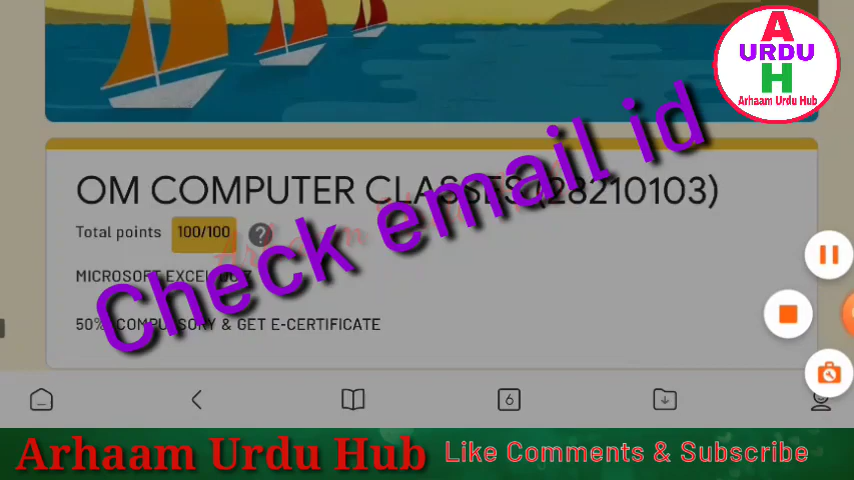 A
URDU
H
Arhaam Urdu Hub
OM COMPUTER CLASSES (28210103)
Total points 100/100 ?
MICROSOFT EXCEL QUIZ
50% COMPULSORY & GET E-CERTIFICATE
Check email id
6
Arhaam Urdu Hub Like Comments & Subscribe